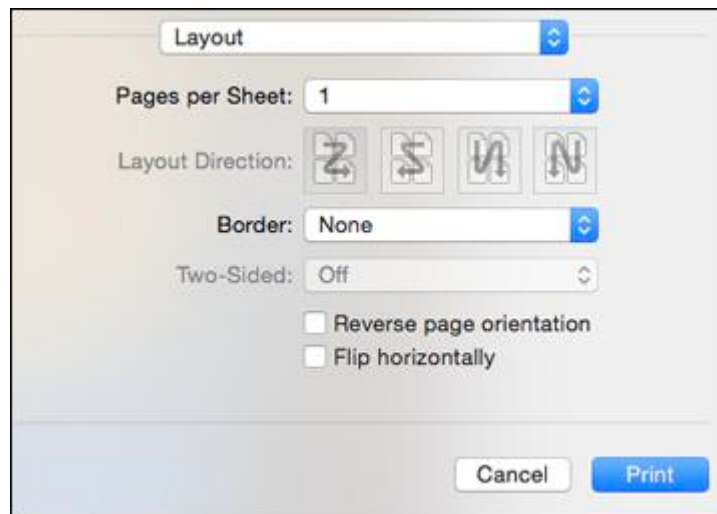 Layout
Pages per Sheet: 1
Layout Direction:
Border: None
Two-Sided: Off
Reverse page orientation
Flip horizontally
Cancel Print